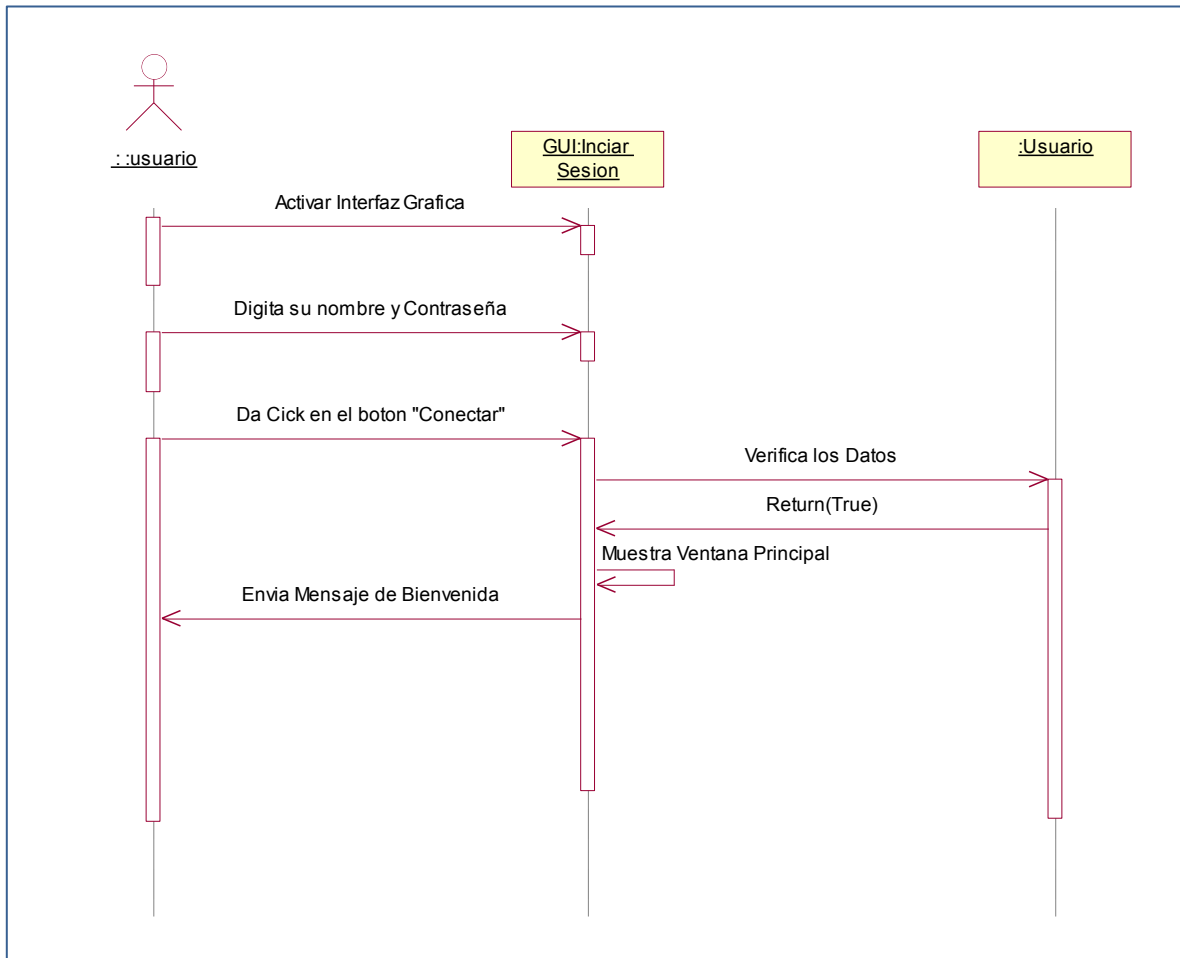 : :usuario
GUI:Inciar
Sesion
:Usuario
Activar Interfaz Grafica
Digita su nombre y Contraseña
Da Cick en el boton "Conectar"
Verifica los Datos
Return(True)
Muestra Ventana Principal
Envia Mensaje de Bienvenida